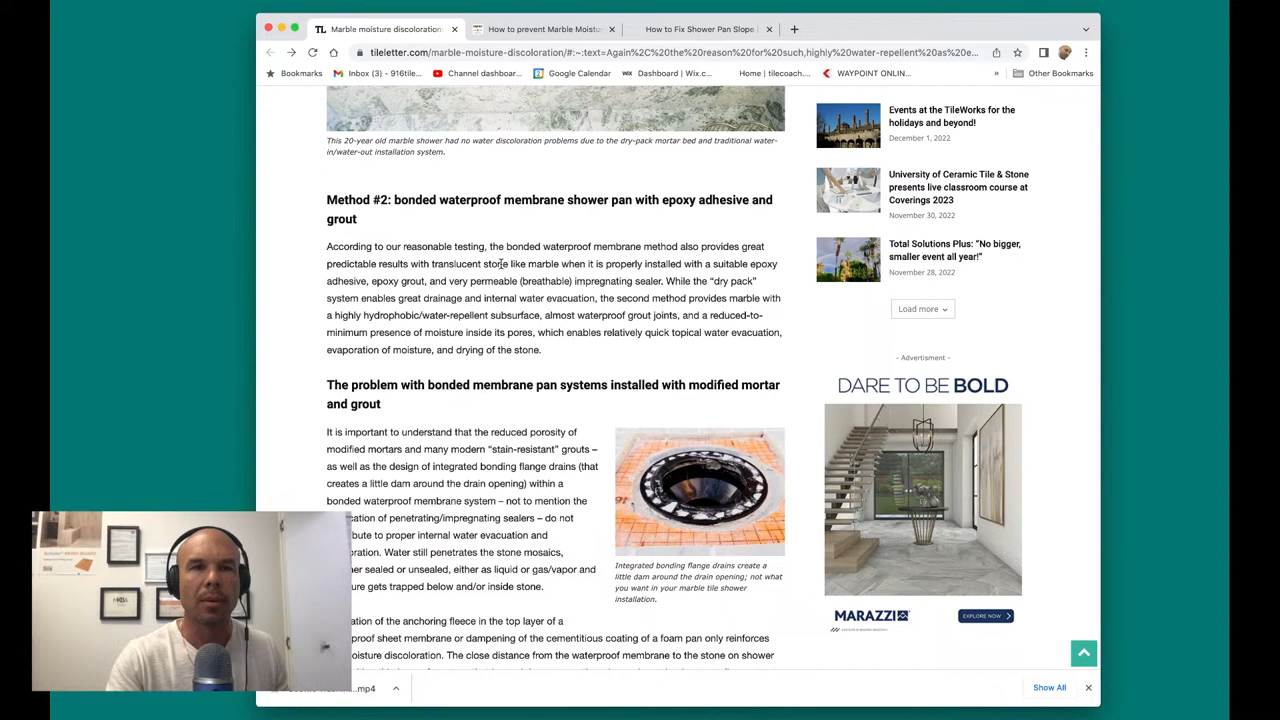 TL Marble moisture discoloration
How to prevent Marble Moistu
How to Fix Shower Pan Slope
tileletter.com/marble-moisture-discoloration/#:~:text=Again%2C%20the%20reason%20for%20such,highly%20water-repellent%20as%20e...
Bookmarks
Inbox (3) - 916tile...
Channel dashboar...
Google Calendar
WIX Dashboard | Wix.c...
Home | tilecoach....
WAYPOINT ONLIN...
»
Other Bookmarks
This 20-year old marble shower had no water discoloration problems due to the dry-pack mortar bed and traditional water-
in/water-out installation system.
Method #2: bonded waterproof membrane shower pan with epoxy adhesive and
grout
According to our reasonable testing, the bonded waterproof membrane method also provides great
predictable results with translucent stone like marble when it is properly installed with a suitable epoxy
adhesive, epoxy grout, and very permeable (breathable) impregnating sealer. While the “dry pack”
system enables great drainage and internal water evacuation, the second method provides marble with
a highly hydrophobic/water-repellent subsurface, almost waterproof grout joints, and a reduced-to-
minimum presence of moisture inside its pores, which enables relatively quick topical water evacuation,
evaporation of moisture, and drying of the stone.
The problem with bonded membrane pan systems installed with modified mortar
and grout
It is important to understand that the reduced porosity of
modified mortars and many modern “stain-resistant” grouts –
as well as the design of integrated bonding flange drains (that
creates a little dam around the drain opening) within a
bonded waterproof membrane system – not to mention the
cation of penetrating/impregnating sealers – do not
bute to proper internal water evacuation and
oration. Water still penetrates the stone mosaics,
er sealed or unsealed, either as liquid or gas/vapor and
ure gets trapped below and/or inside stone.
Integrated bonding flange drains create a
little dam around the drain opening; not what
you want in your marble tile shower
installation.
ation of the anchoring fleece in the top layer of a
proof sheet membrane or dampening of the cementitious coating of a foam pan only reinforces
oisture discoloration. The close distance from the waterproof membrane to the stone on shower
Events at the TileWorks for the
holidays and beyond!
December 1, 2022
University of Ceramic Tile & Stone
presents live classroom course at
Coverings 2023
November 30, 2022
Total Solutions Plus: “No bigger,
smaller event all year!”
November 28, 2022
Load more
- Advertisment -
DARE TO BE BOLD
MARAZZI
EXPLORE NOW
...mp4
Show All